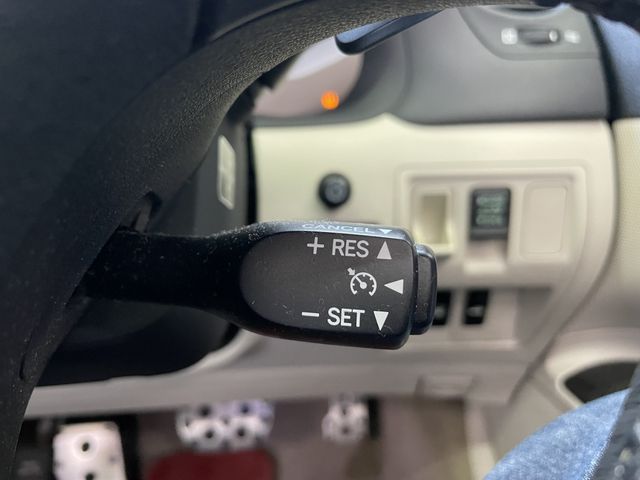 CANCEL▼
+ RES ▲
◀
− SET ▼